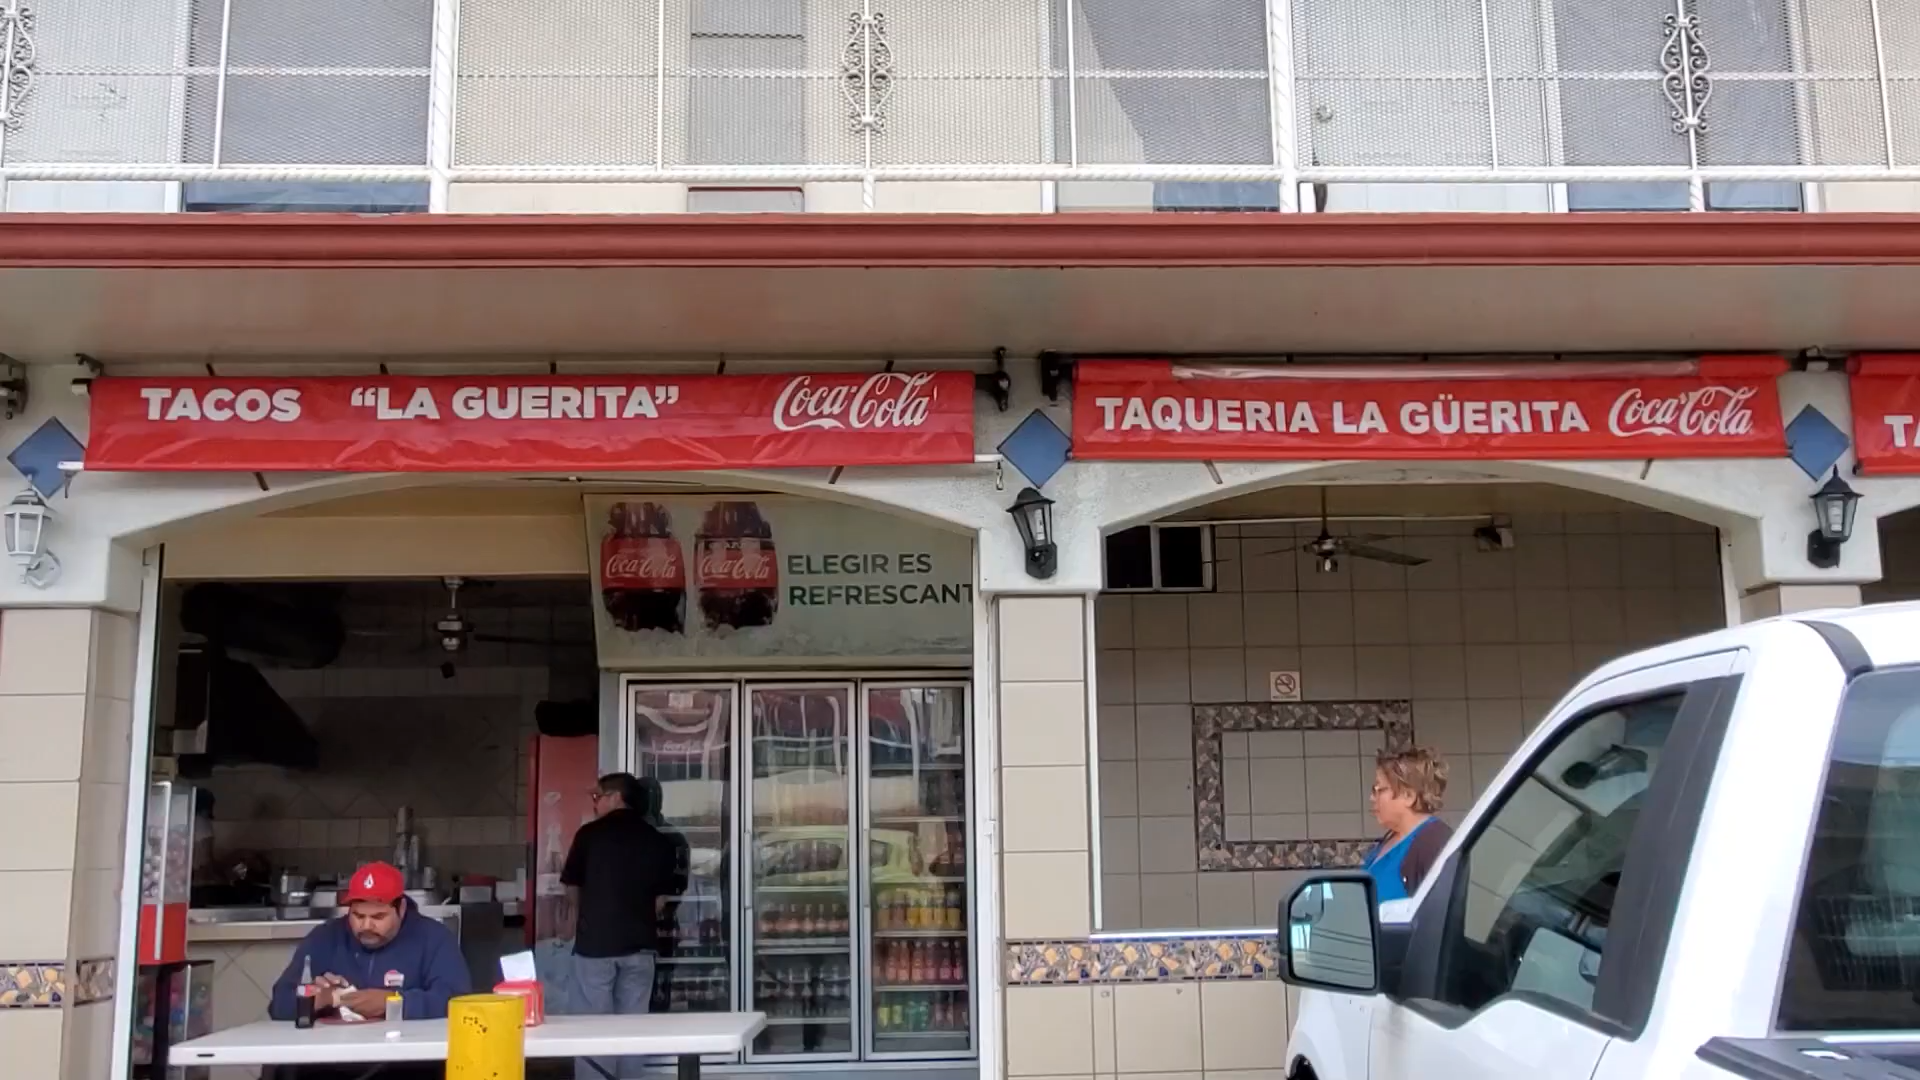 TACOS "LA GUERITA" Coca-Cola
TAQUERIA LA GÜERITA Coca-Cola
Coca-Cola Coca-Cola
ELEGIR ES
REFRESCANT